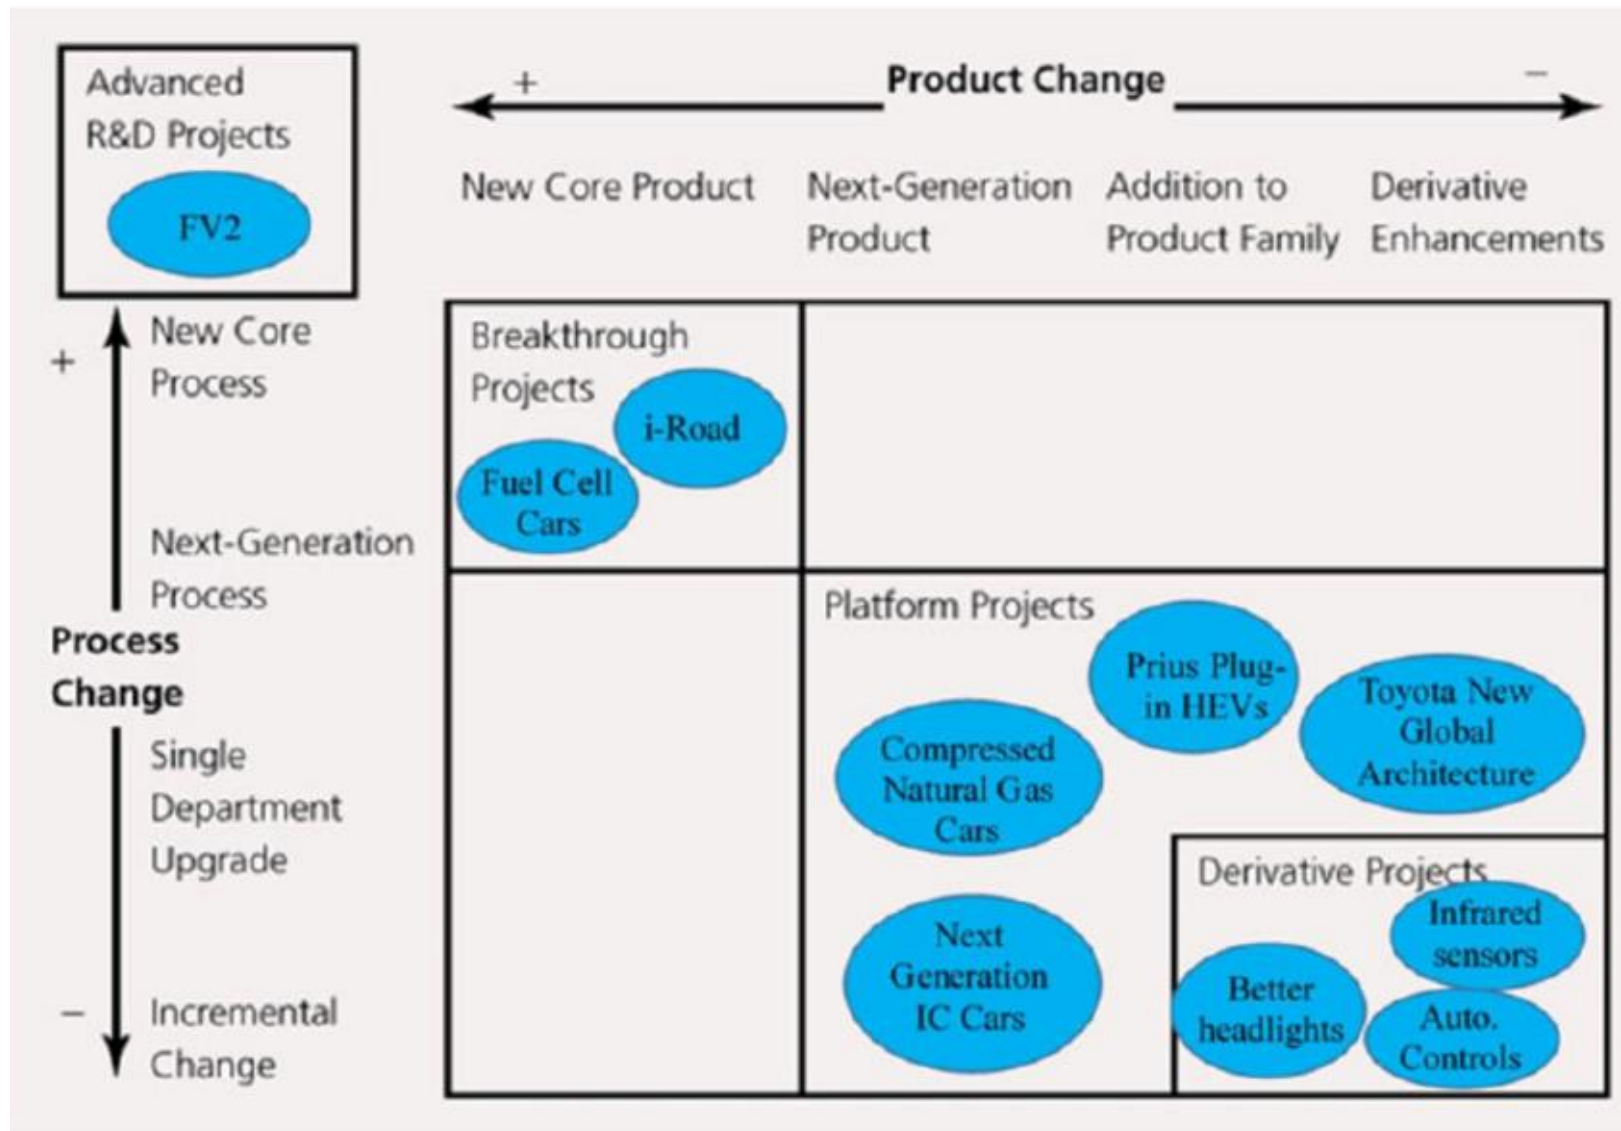 Advanced
R&D Projects
FV2
+ Product Change −
New Core Product
Next-Generation
Product
Addition to
Product Family
Derivative
Enhancements
+
New Core
Process
Next-Generation
Process
Process
Change
Single
Department
Upgrade
−
Incremental
Change
Breakthrough
Projects
i-Road
Fuel Cell
Cars
Platform Projects
Prius Plug-
in HEVs
Toyota New
Global
Architecture
Compressed
Natural Gas
Cars
Next
Generation
IC Cars
Derivative Projects
Infrared
sensors
Better
headlights
Auto.
Controls